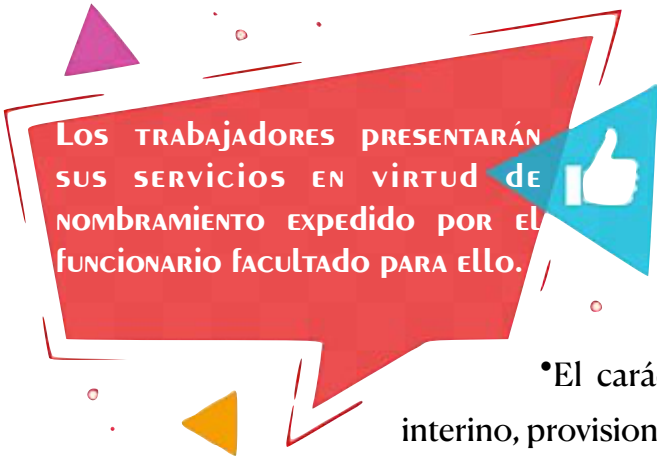 Los trabajadores presentarán
sus servicios en virtud de
nombramiento expedido por el
funcionario facultado para ello.
•El cará
interino, provision